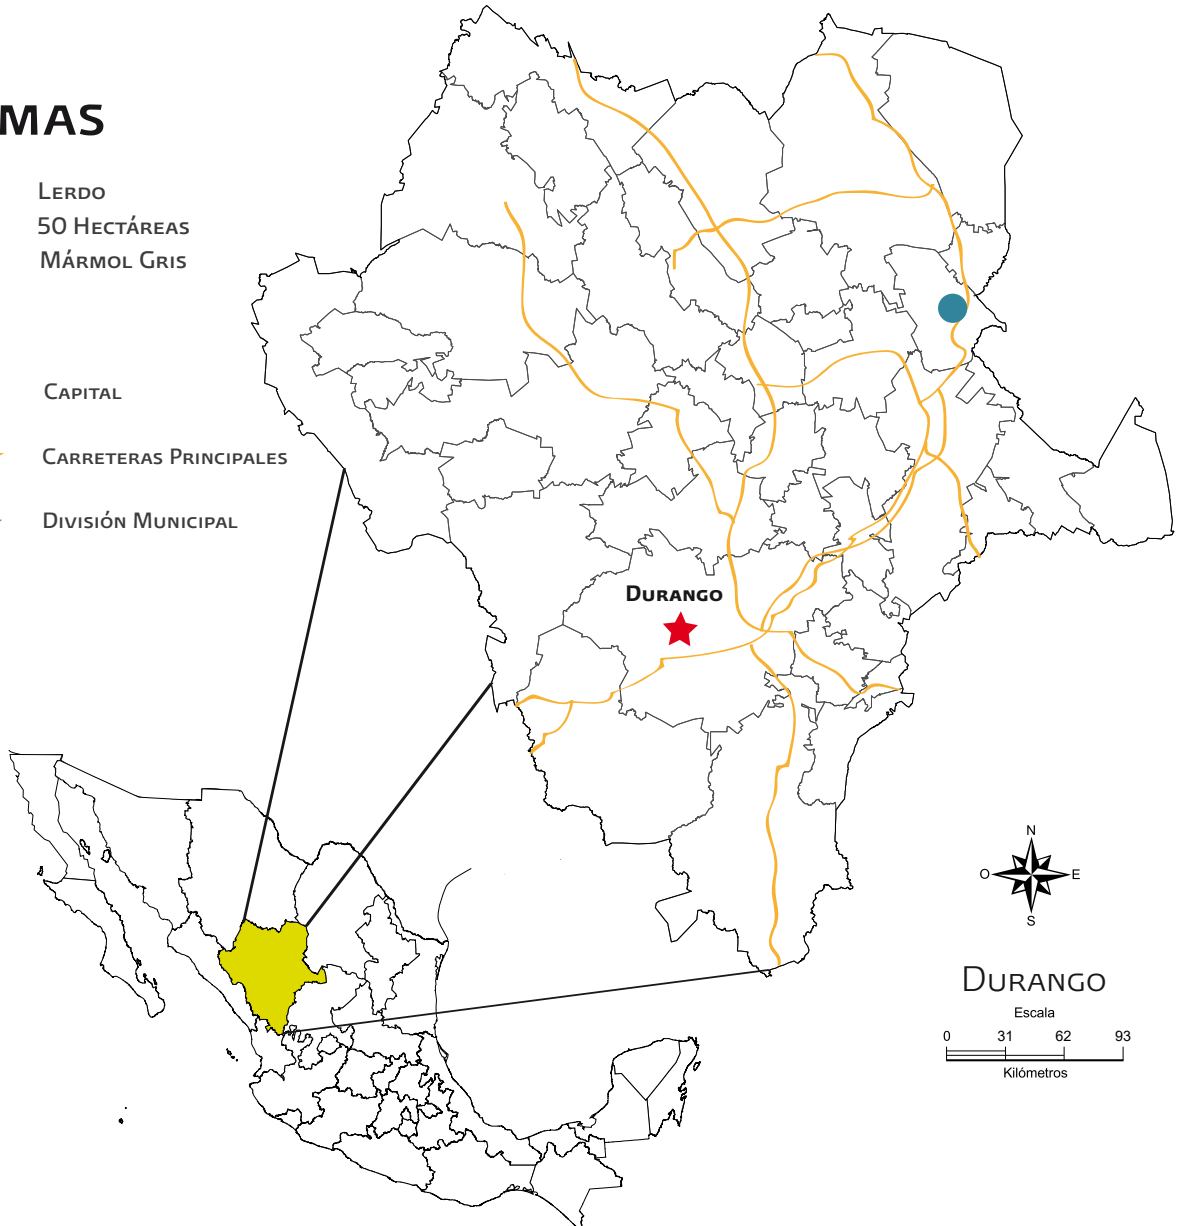 MAS
Lerdo
50 Hectáreas
Mármol Gris
Capital
Carreteras Principales
División Municipal
Durango
N
O
E
S
Durango
Escala
0 31 62 93
Kilómetros